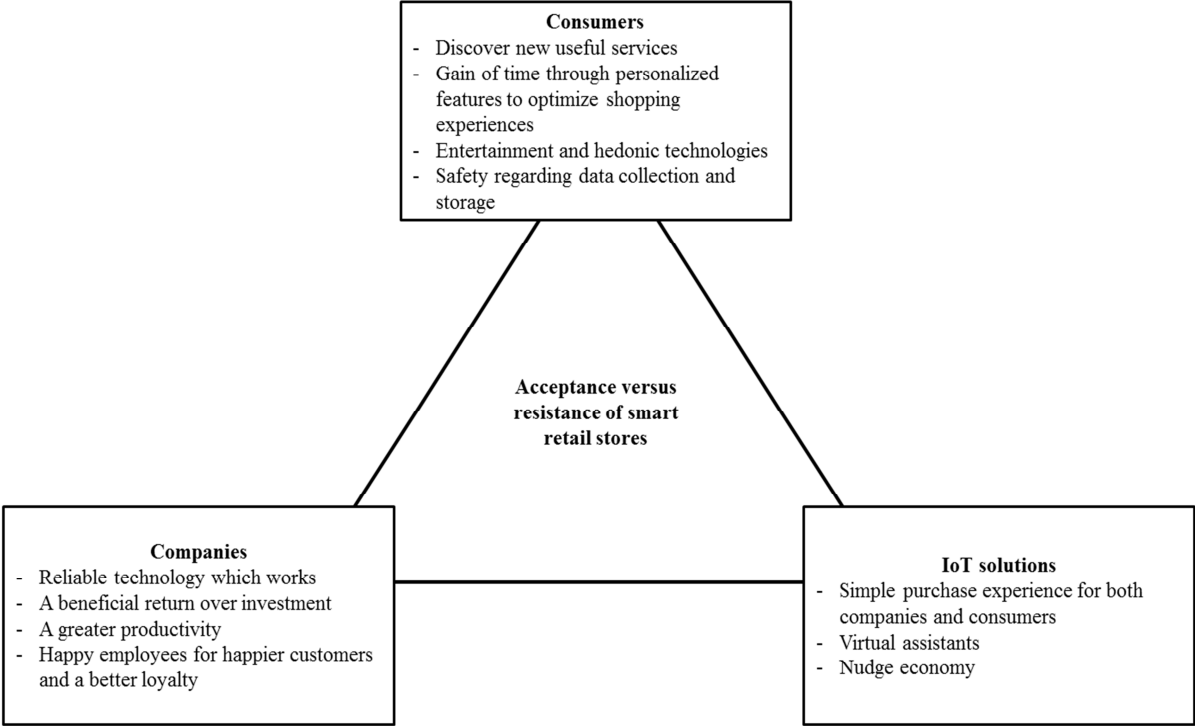 Consumers
- Discover new useful services
- Gain of time through personalized
features to optimize shopping
experiences
- Entertainment and hedonic technologies
- Safety regarding data collection and
storage
Acceptance versus
resistance of smart
retail stores
Companies
- Reliable technology which works
- A beneficial return over investment
- A greater productivity
- Happy employees for happier customers
and a better loyalty
IoT solutions
- Simple purchase experience for both
companies and consumers
- Virtual assistants
- Nudge economy